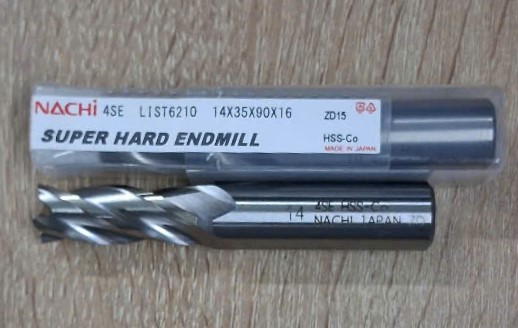 NACHi 4SE LIST6210 14X35X90X16 ZD15
SUPER HARD ENDMILL HSS-Co
MADE IN JAPAN
14 4SE HSS-Co
NACHI JAPAN ZD